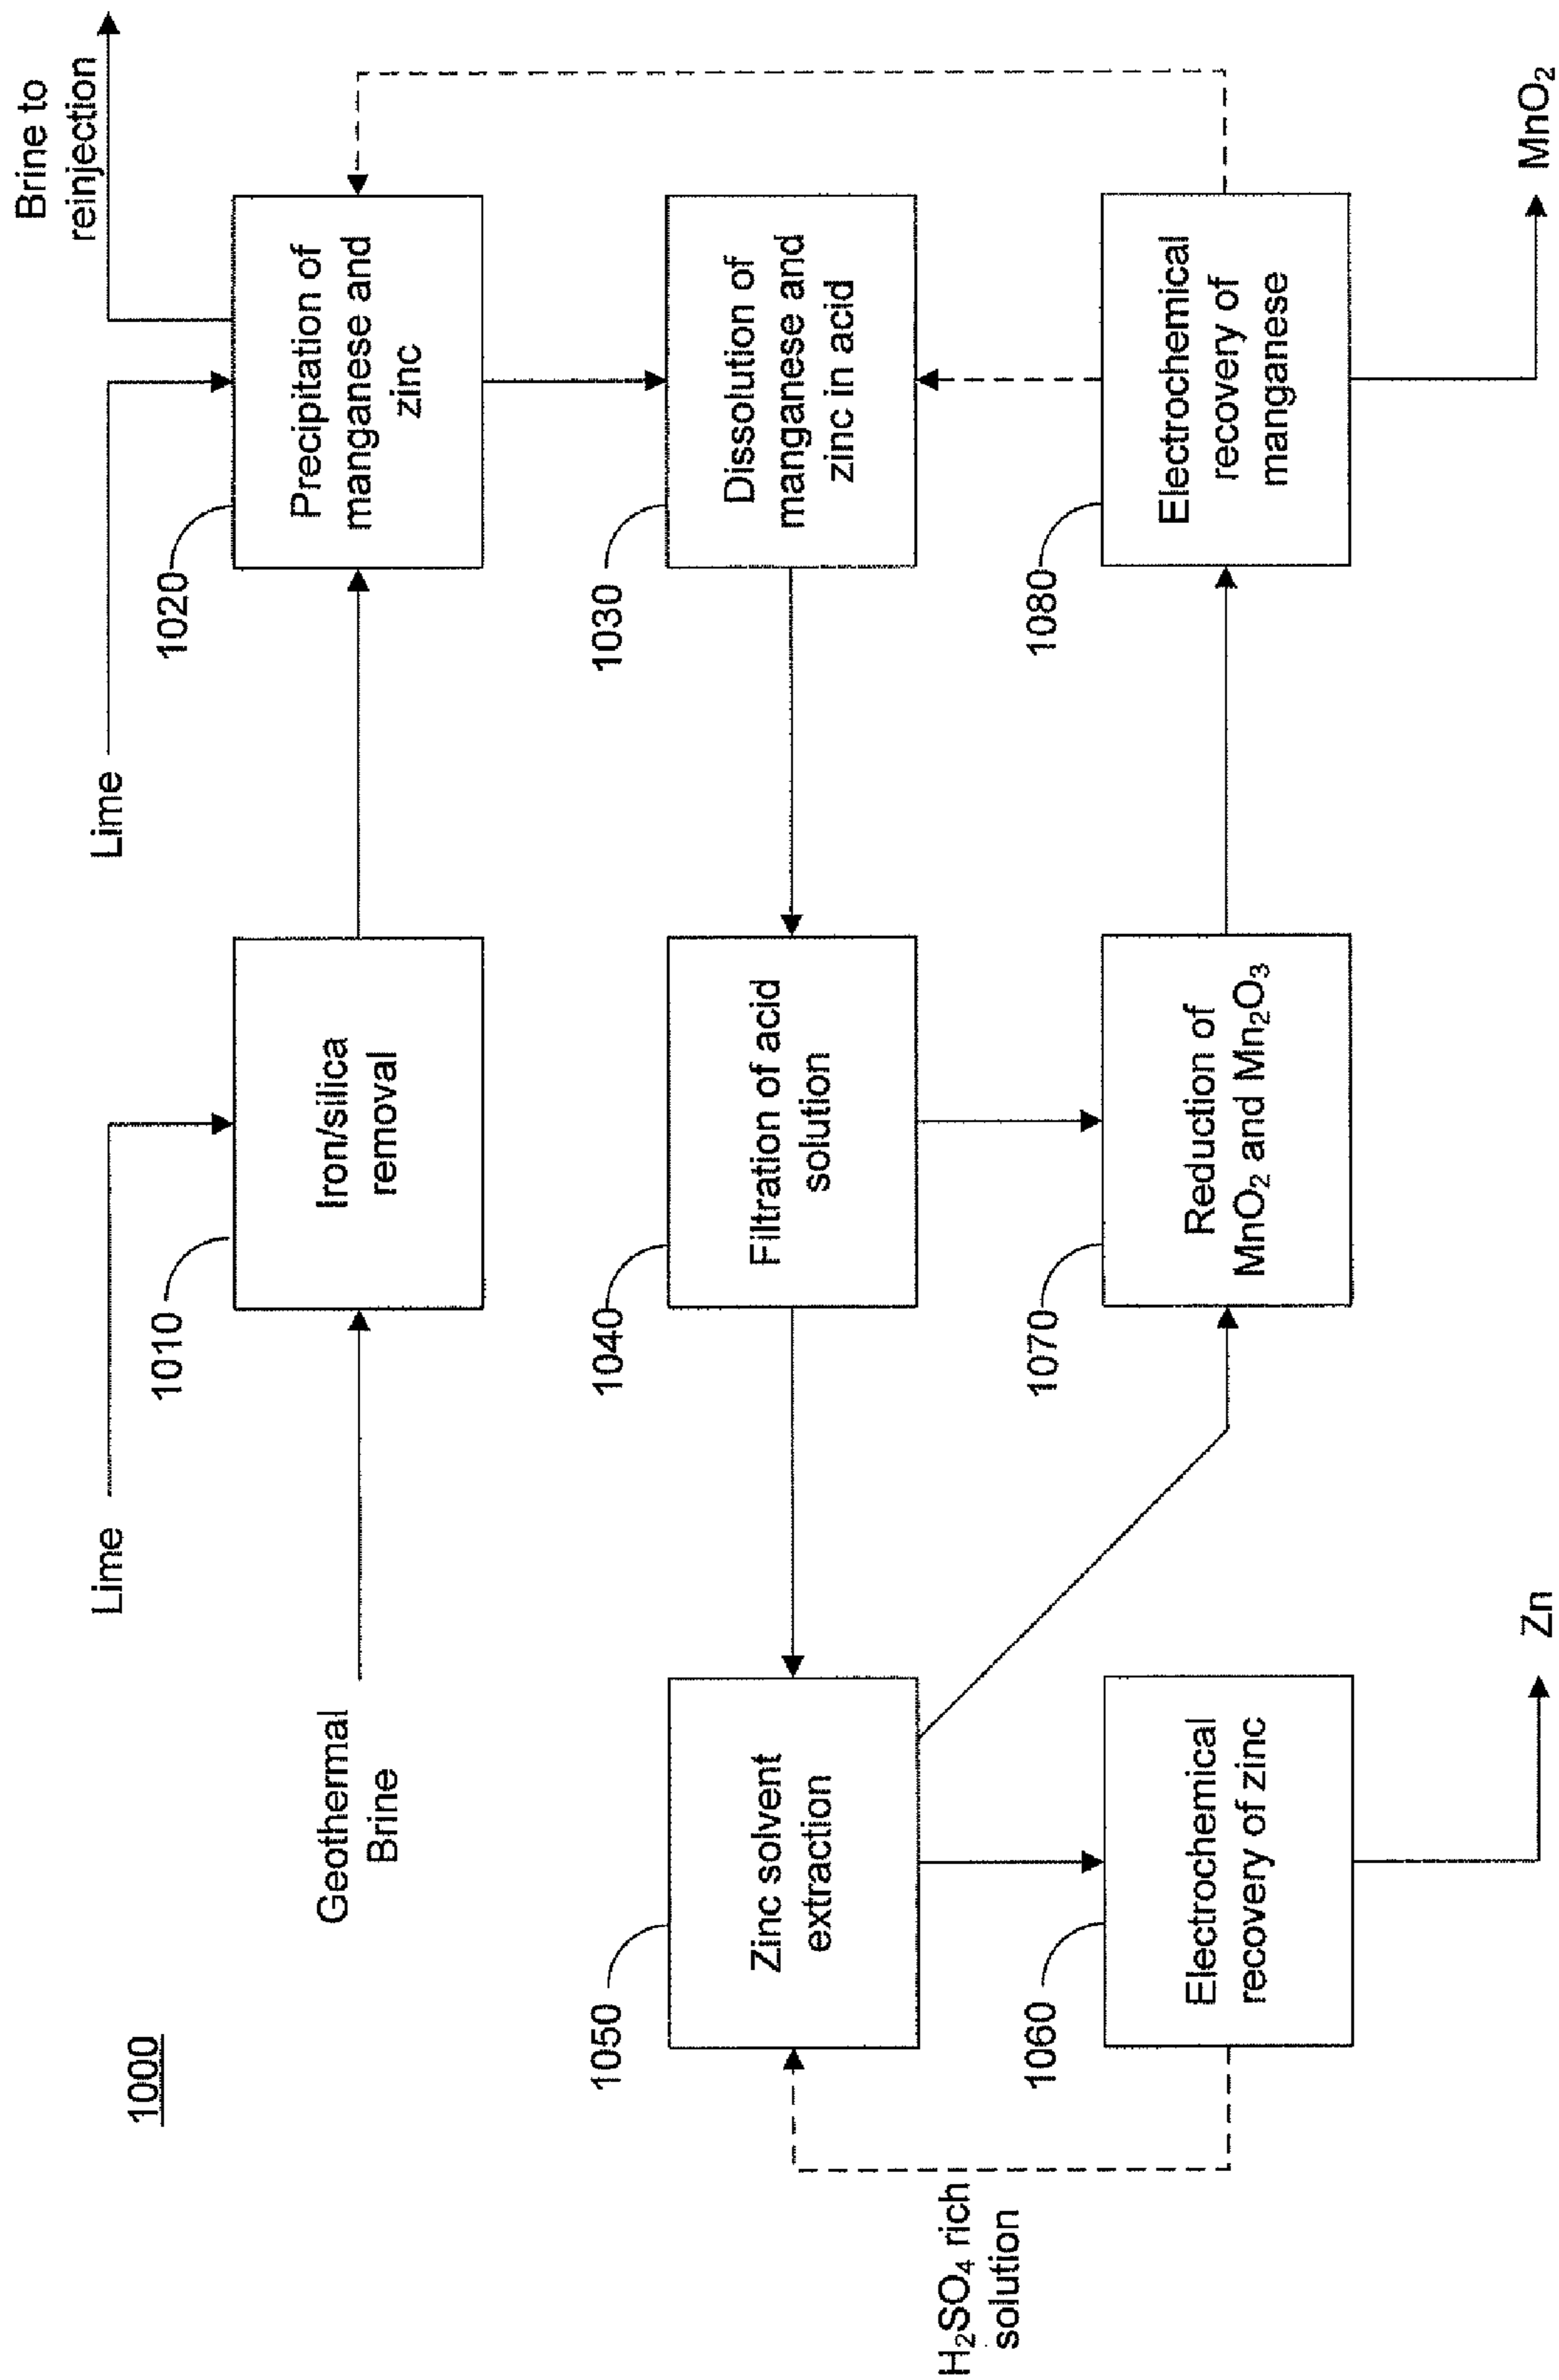 1000
Lime
Lime
Brine to
reinjection
Geothermal
Brine
1010
Iron/silica
removal
1020
Precipitation of
manganese and
zinc
1050
Zinc solvent
extraction
1040
Filtration of acid
solution
1030
Dissolution of
manganese and
zinc in acid
H₂SO₄ rich
solution
1060
Electrochemical
recovery of zinc
1070
Reduction of
MnO₂ and Mn₂O₃
1080
Electrochemical
recovery of
manganese
Zn
MnO₂